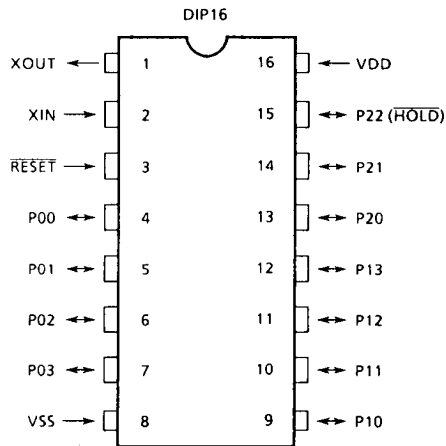 DIP16
XOUT 1 16 VDD
XIN 2 15 P22 (HOLD)
RESET 3 14 P21
P00 4 13 P20
P01 5 12 P13
P02 6 11 P12
P03 7 10 P11
VSS 8 9 P10